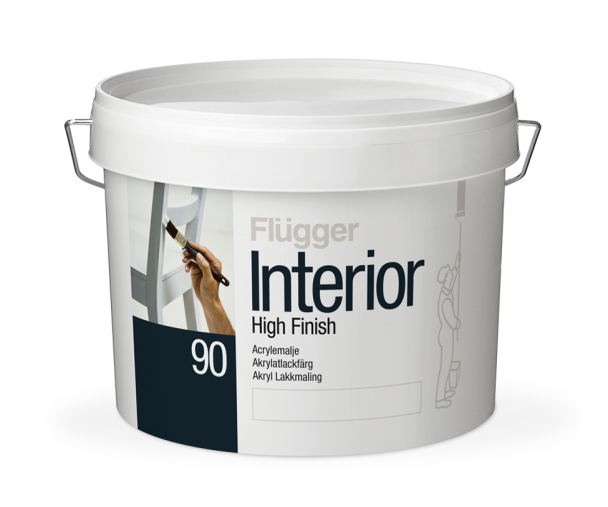 Flügger
Interior
High Finish
90
Acrylemalje
Akrylatlackfärg
Akryl Lakkmaling